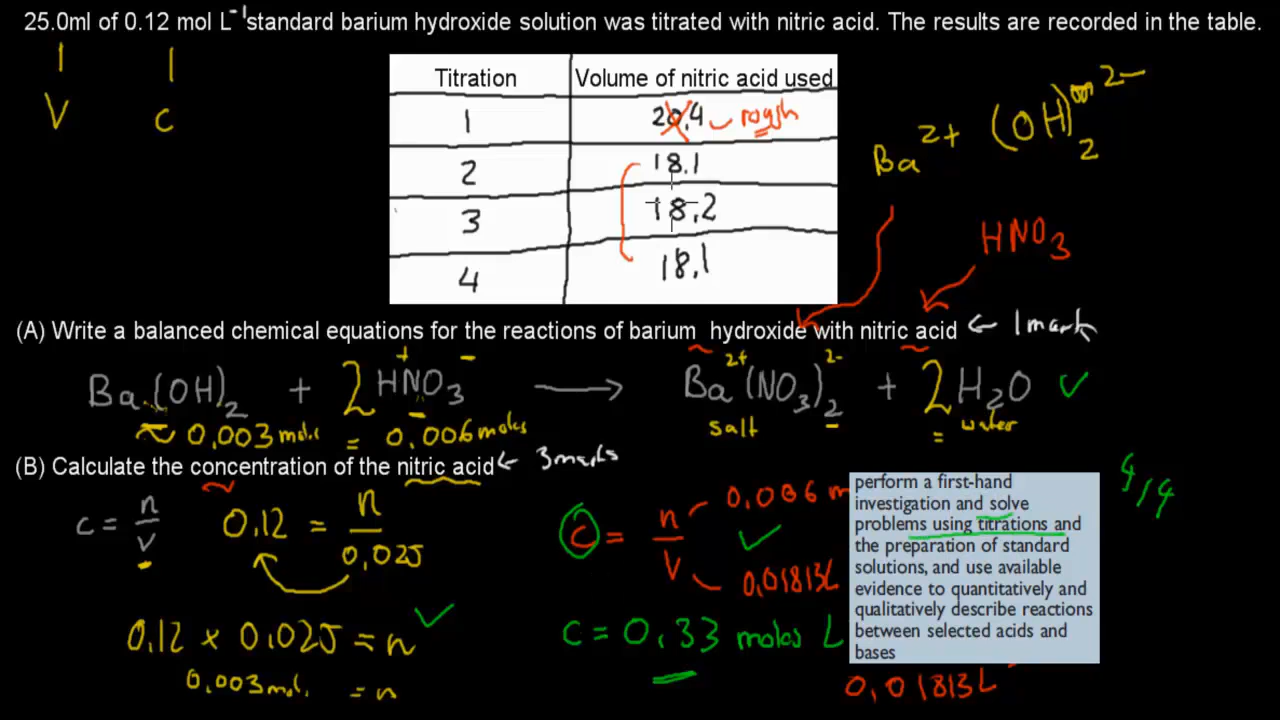 25.0ml of 0.12 mol L⁻¹ standard barium hydroxide solution was titrated with nitric acid. The results are recorded in the table.
V C
Titration Volume of nitric acid used
1 20.4 rough
2 18.1
3 18.2
4 18.1
Ba²⁺ (OH)₂²⁻
HNO₃
(A) Write a balanced chemical equations for the reactions of barium hydroxide with nitric acid ← 1 mark
+ − 2+ 2−
Ba(OH)₂ + 2HNO₃ → Ba(NO₃)₂ + 2H₂O ✓
0.003 mole = 0.006 moles salt = water
(B) Calculate the concentration of the nitric acid ← 3 marks
c = n/v 0.12 = n/0.025
0.12 × 0.025 = n ✓
0.003 mol. = n
c = n/V 0.006 m ✓
0.01813L
c = 0.33 moles L
perform a first-hand
investigation and solve
problems using titrations and
the preparation of standard
solutions, and use available
evidence to quantitatively and
qualitatively describe reactions
between selected acids and
bases
4/4
0.01813L